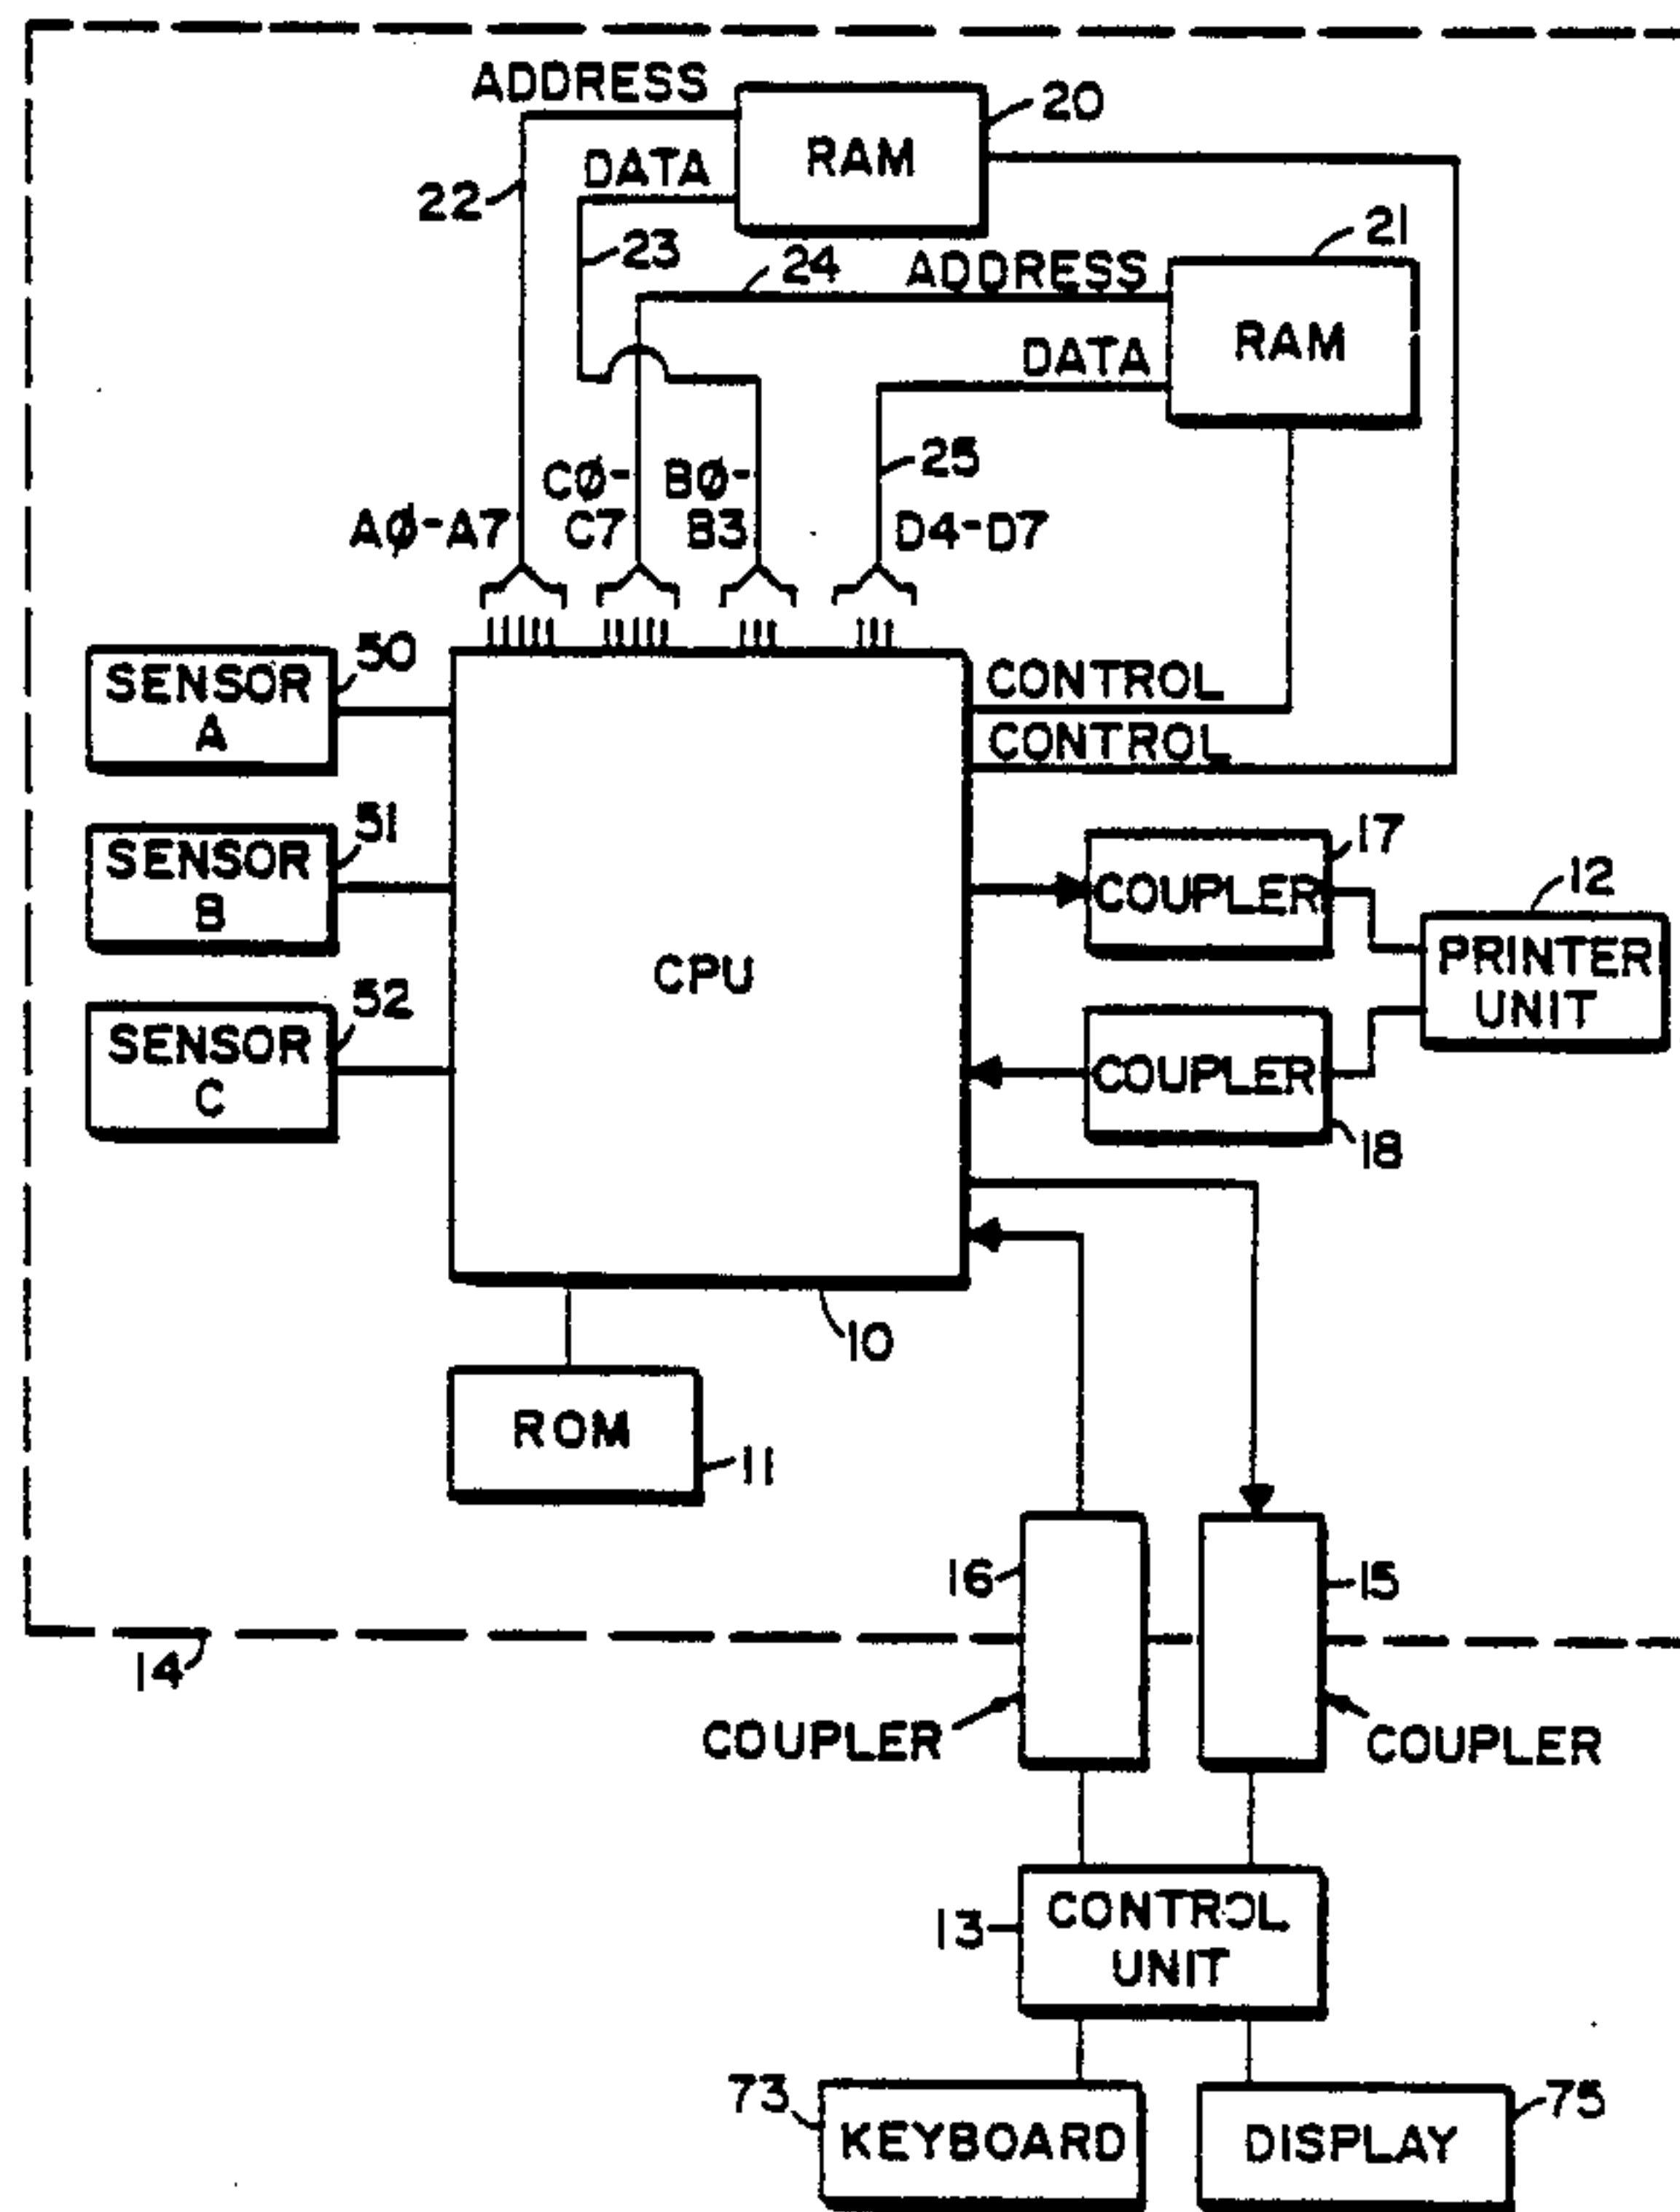 ADDRESS
20
RAM
DATA
22
21
23
24
ADDRESS
RAM
DATA
25
CØ-
C7
BØ-
B3
AØ-A7
D4-D7
50
SENSOR
A
CONTROL
CONTROL
51
SENSOR
B
17
COUPLER
12
PRINTER
UNIT
CPU
52
SENSOR
C
COUPLER
18
10
ROM
11
16
15
14
COUPLER
COUPLER
13
CONTROL
UNIT
73
KEYBOARD
75
DISPLAY